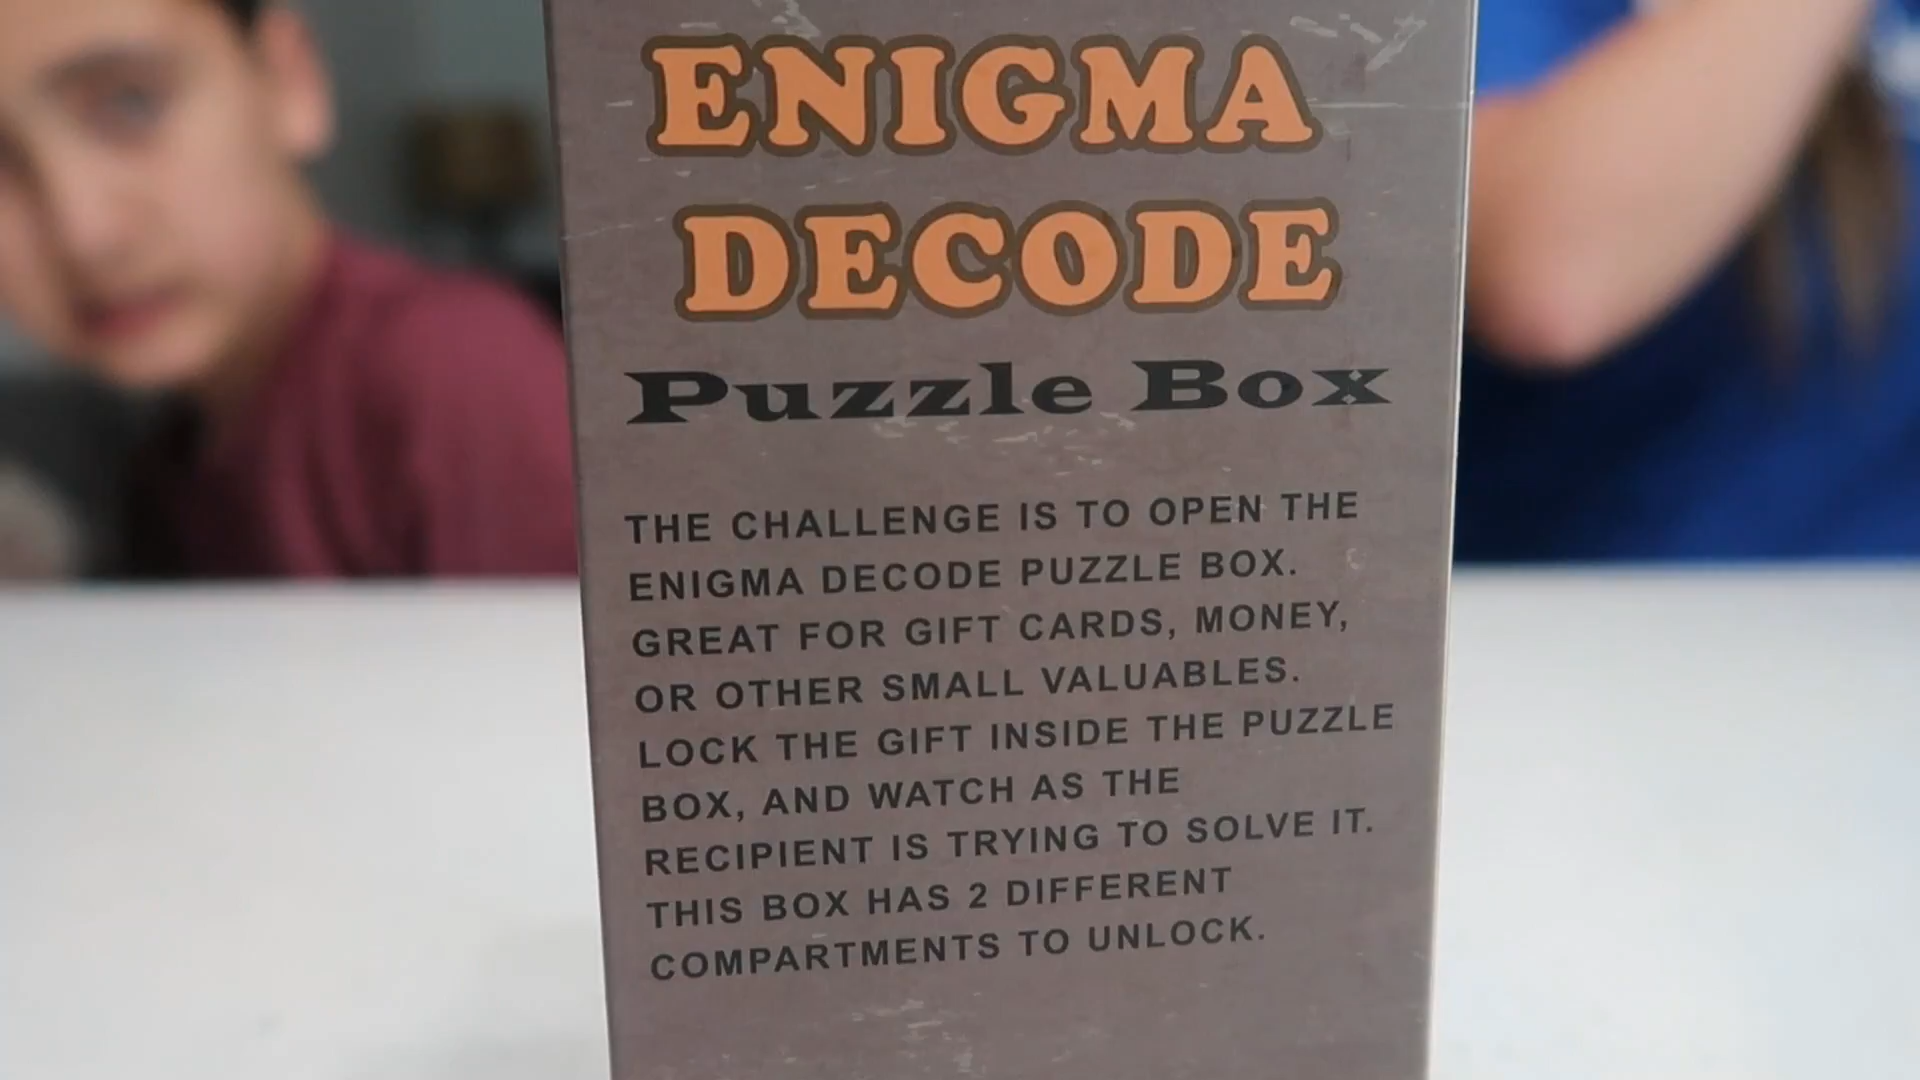 ENIGMA
DECODE
Puzzle Box
THE CHALLENGE IS TO OPEN THE
ENIGMA DECODE PUZZLE BOX.
GREAT FOR GIFT CARDS, MONEY,
OR OTHER SMALL VALUABLES.
LOCK THE GIFT INSIDE THE PUZZLE
BOX, AND WATCH AS THE
RECIPIENT IS TRYING TO SOLVE IT.
THIS BOX HAS 2 DIFFERENT
COMPARTMENTS TO UNLOCK.